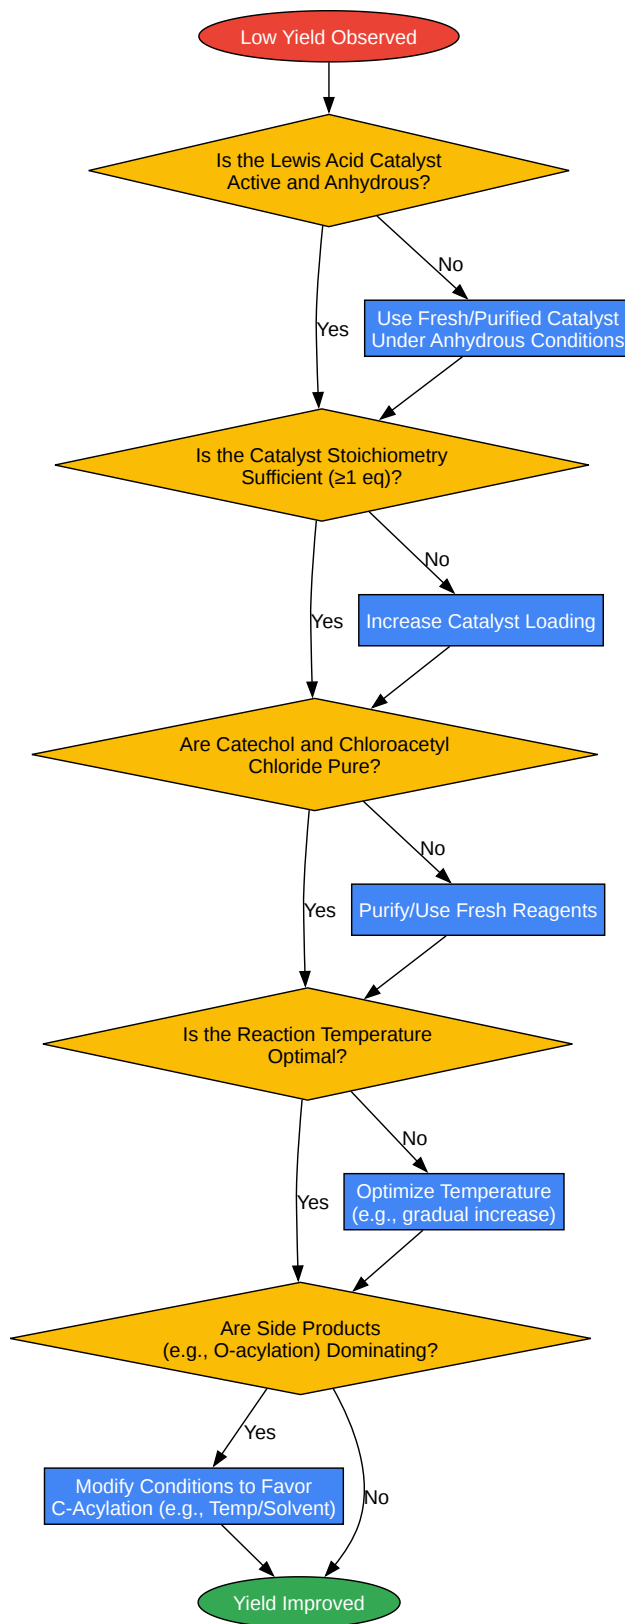 Low Yield Observed
Is the Lewis Acid Catalyst
Active and Anhydrous?
No
Yes
Use Fresh/Purified Catalyst
Under Anhydrous Conditions
Is the Catalyst Stoichiometry
Sufficient (≥1 eq)?
No
Yes
Increase Catalyst Loading
Are Catechol and Chloroacetyl
Chloride Pure?
No
Yes
Purify/Use Fresh Reagents
Is the Reaction Temperature
Optimal?
No
Yes
Optimize Temperature
(e.g., gradual increase)
Are Side Products
(e.g., O-acylation) Dominating?
Yes
No
Modify Conditions to Favor
C-Acylation (e.g., Temp/Solvent)
Yield Improved